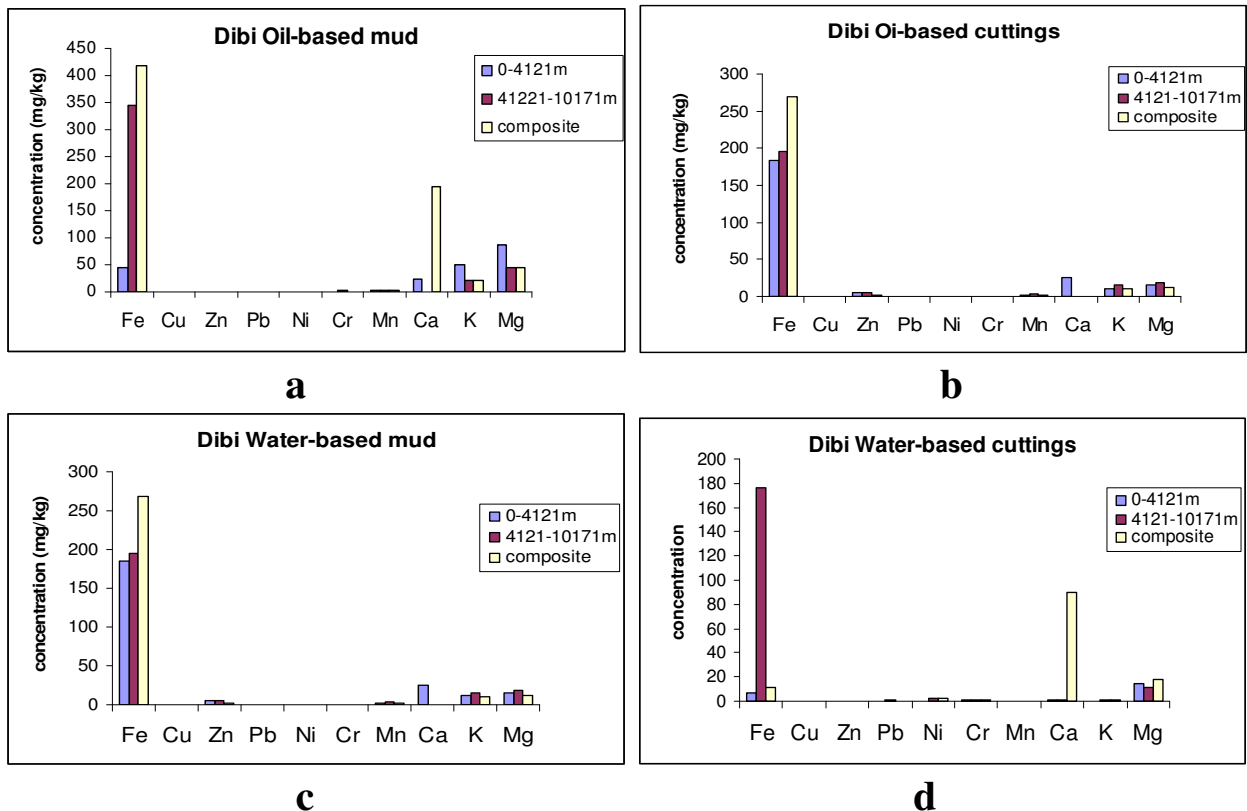 Dibi Oil-based mud
450
400
350
300
250
200
150
100
50
0
concentration (mg/kg)
Fe Cu Zn Pb Ni Cr Mn Ca K Mg
0-4121m
41221-10171m
composite
a
Dibi Oi-based cuttings
300
250
200
150
100
50
0
concentration (mg/kg)
Fe Cu Zn Pb Ni Cr Mn Ca K Mg
0-4121m
4121-10171m
composite
b
Dibi Water-based mud
300
250
200
150
100
50
0
concentration (mg/kg)
Fe Cu Zn Pb Ni Cr Mn Ca K Mg
0-4121m
4121-10171m
composite
c
Dibi Water-based cuttings
200
180
160
140
120
100
80
60
40
20
0
concentration
Fe Cu Zn Pb Ni Cr Mn Ca K Mg
0-4121m
4121-10171m
composite
d